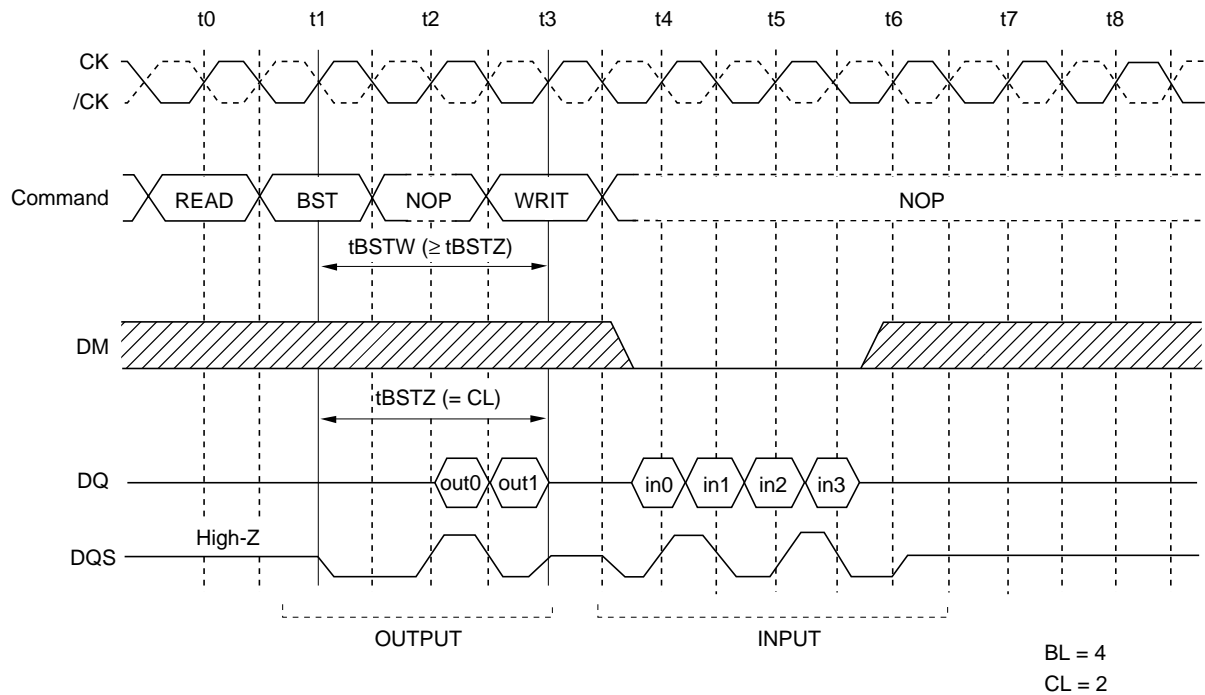 t0 t1 t2 t3 t4 t5 t6 t7 t8
CK
/CK
Command READ BST NOP WRIT NOP
tBSTW (≥ tBSTZ)
DM
tBSTZ (= CL)
DQ out0 out1 in0 in1 in2 in3
High-Z
DQS
OUTPUT INPUT
BL = 4
CL = 2